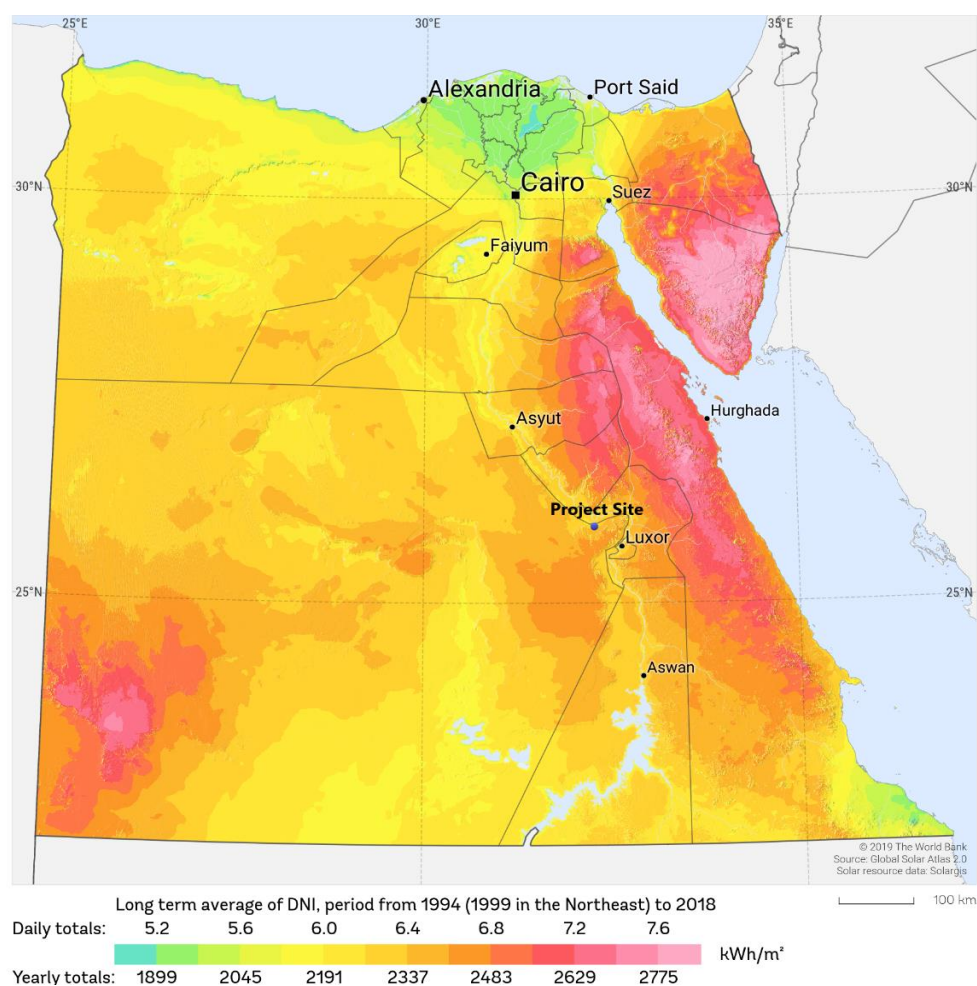 25°E 30°E 35°E
Alexandria
Port Said
30°N 30°N
Cairo
Suez
Faiyum
Hurghada
Asyut
Project Site
Luxor
25°N 25°N
Aswan
© 2019 The World Bank
Source: Global Solar Atlas 2.0
Solar resource data: Solargis
Long term average of DNI, period from 1994 (1999 in the Northeast) to 2018
100 km
Daily totals: 5.2 5.6 6.0 6.4 6.8 7.2 7.6
kWh/m²
Yearly totals: 1899 2045 2191 2337 2483 2629 2775